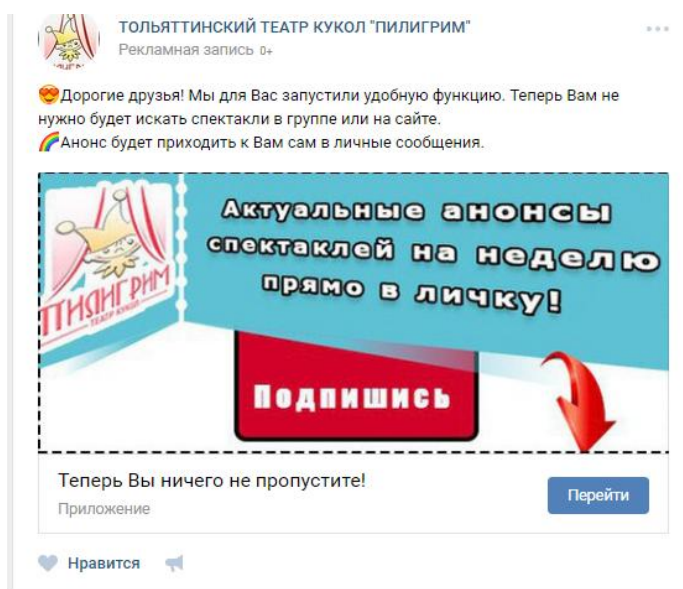 ТОЛЬЯТТИНСКИЙ ТЕАТР КУКОЛ "ПИЛИГРИМ"
Рекламная запись 0+
😍Дорогие друзья! Мы для Вас запустили удобную функцию. Теперь Вам не
нужно будет искать спектакли в группе или на сайте.
🌈Анонс будет приходить к Вам сам в личные сообщения.
Актуальные анонсы
спектаклей на неделю
прямо в личку!
ПИЛИГРИМ
ТЕАТР КУКОЛ
Подпишись
Теперь Вы ничего не пропустите!
Приложение
Перейти
Нравится